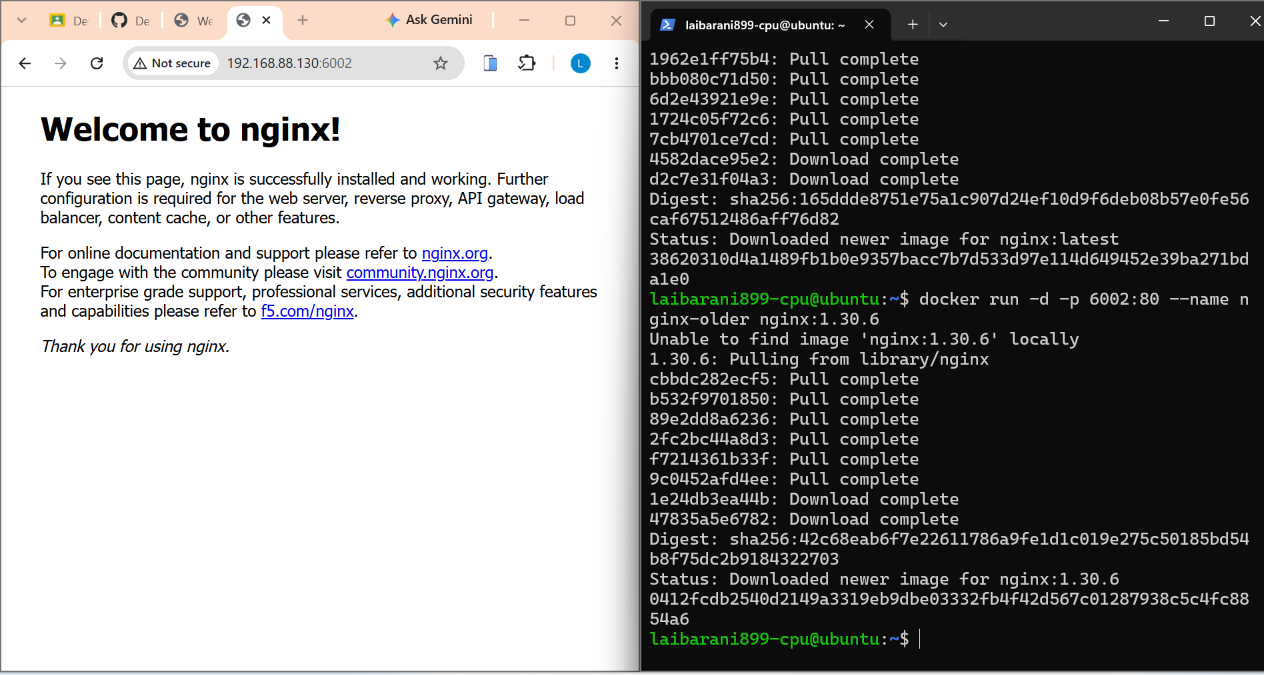 De
De
We
Ask Gemini
Not secure
192.168.88.130:6002
L
Welcome to nginx!
If you see this page, nginx is successfully installed and working. Further
configuration is required for the web server, reverse proxy, API gateway, load
balancer, content cache, or other features.
For online documentation and support please refer to nginx.org.
To engage with the community please visit community.nginx.org.
For enterprise grade support, professional services, additional security features
and capabilities please refer to f5.com/nginx.
Thank you for using nginx.
laibarani899-cpu@ubuntu: ~
1962e1ff75b4: Pull complete
bbb080c71d50: Pull complete
6d2e43921e9e: Pull complete
1724c05f72c6: Pull complete
7cb4701ce7cd: Pull complete
4582dace95e2: Download complete
d2c7e31f04a3: Download complete
Digest: sha256:165ddde8751e75a1c907d24ef10d9f6deb08b57e0fe56
caf67512486aff76d82
Status: Downloaded newer image for nginx:latest
38620310d4a1489fb1b0e9357bacc7b7d533d97e114d649452e39ba271bd
a1e0
laibarani899-cpu@ubuntu:~$ docker run -d -p 6002:80 --name n
ginx-older nginx:1.30.6
Unable to find image 'nginx:1.30.6' locally
1.30.6: Pulling from library/nginx
cbbdc282ecf5: Pull complete
b532f9701850: Pull complete
89e2dd8a6236: Pull complete
2fc2bc44a8d3: Pull complete
f7214361b33f: Pull complete
9c0452afd4ee: Pull complete
1e24db3ea44b: Download complete
47835a5e6782: Download complete
Digest: sha256:42c68eab6f7e22611786a9fe1d1c019e275c50185bd54
b8f75dc2b9184322703
Status: Downloaded newer image for nginx:1.30.6
0412fcdb2540d2149a3319eb9dbe03332fb4f42d567c01287938c5c4fc88
54a6
laibarani899-cpu@ubuntu:~$